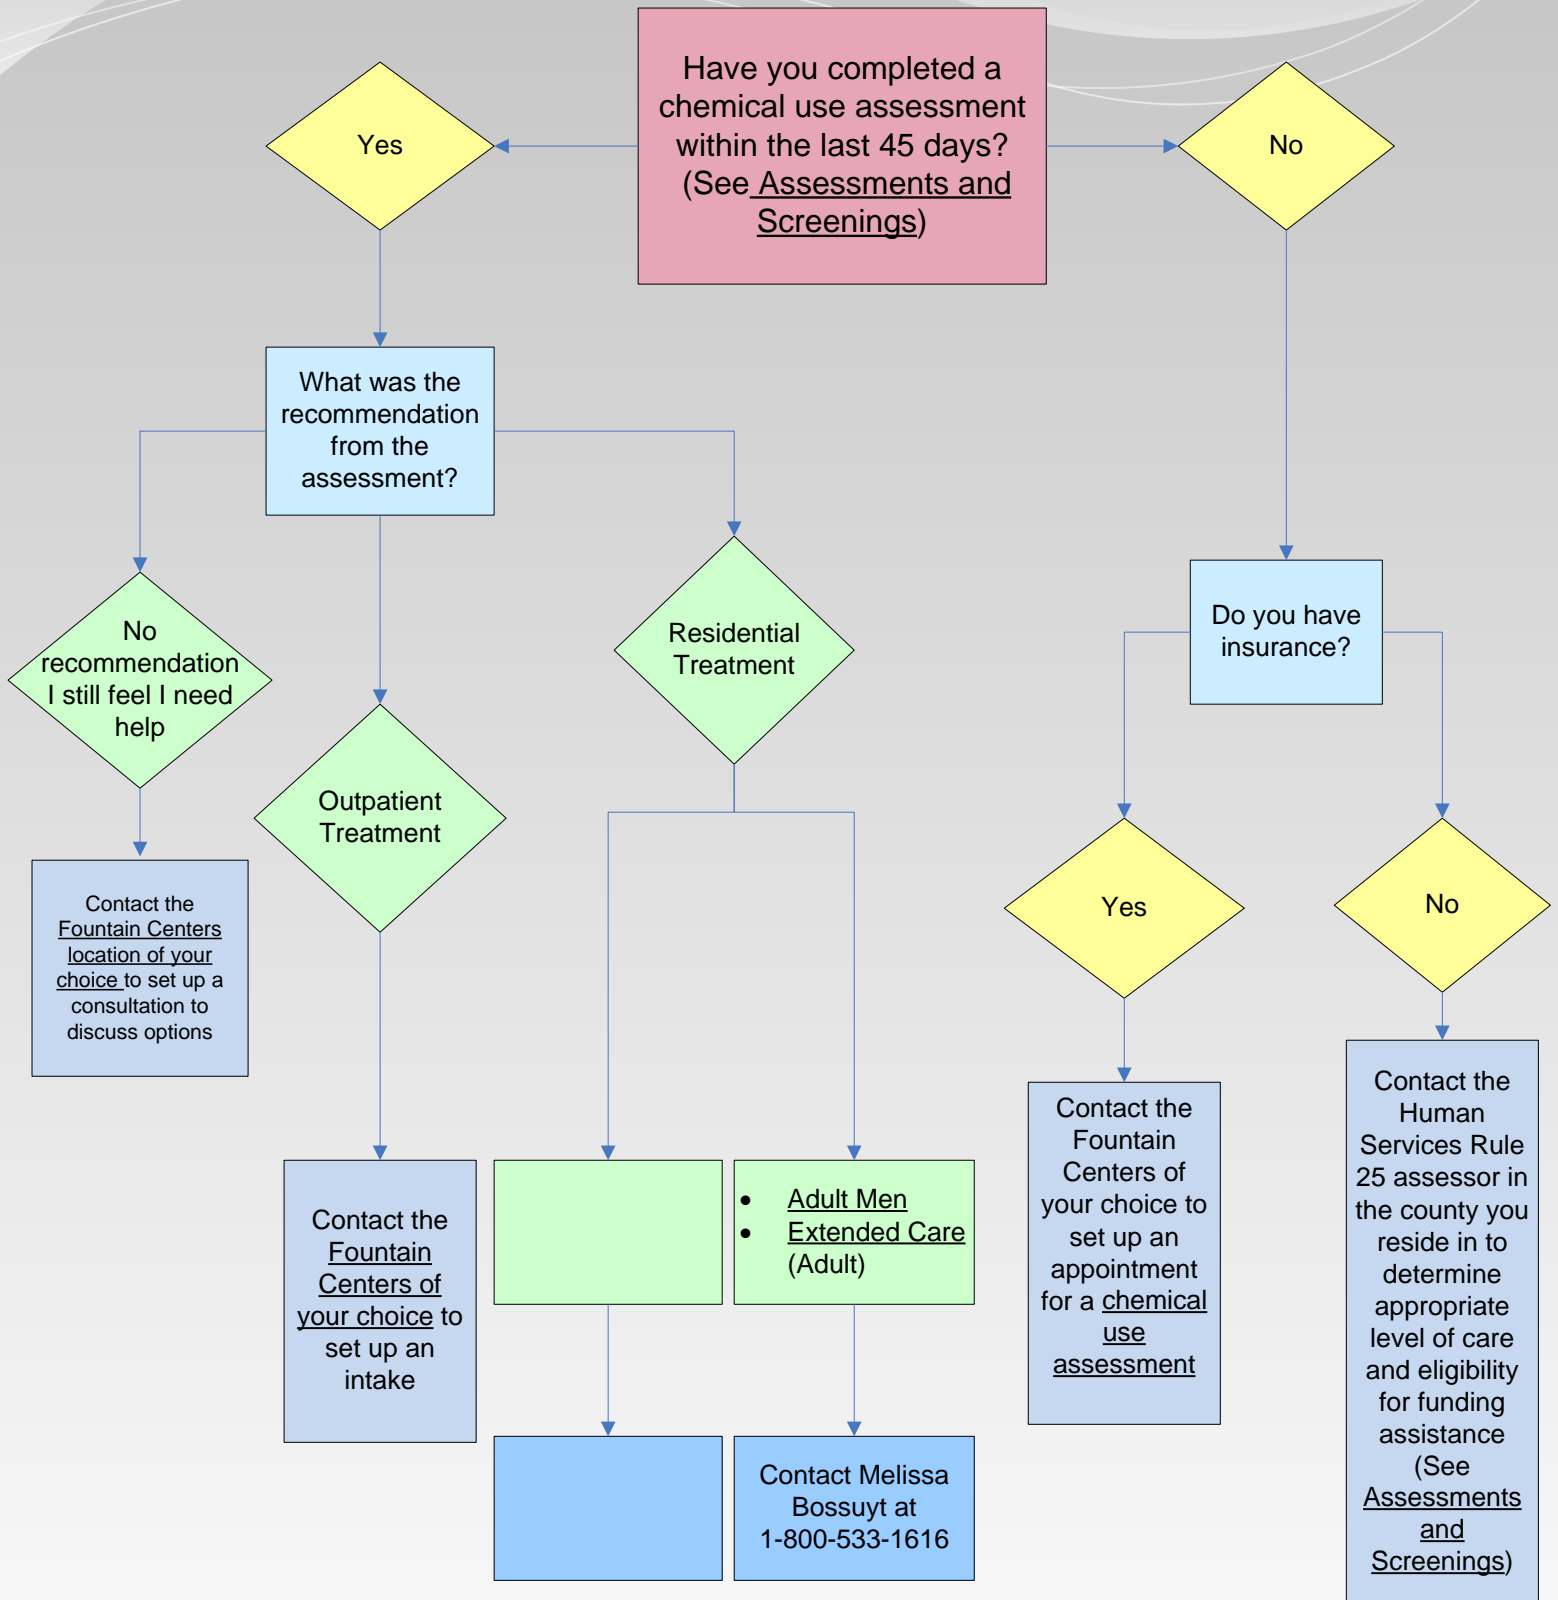 Have you completed a
chemical use assessment
within the last 45 days?
(See Assessments and
Screenings)
Yes
No
What was the
recommendation
from the
assessment?
No
recommendation
I still feel I need
help
Outpatient
Treatment
Residential
Treatment
Do you have
insurance?
Yes
No
Contact the
Fountain Centers
location of your
choice to set up a
consultation to
discuss options
Contact the
Fountain
Centers of
your choice to
set up an
intake
• Adult Men
• Extended Care
(Adult)
Contact Melissa
Bossuyt at
1-800-533-1616
Contact the
Fountain
Centers of
your choice to
set up an
appointment
for a chemical
use
assessment
Contact the
Human
Services Rule
25 assessor in
the county you
reside in to
determine
appropriate
level of care
and eligibility
for funding
assistance
(See
Assessments
and
Screenings)